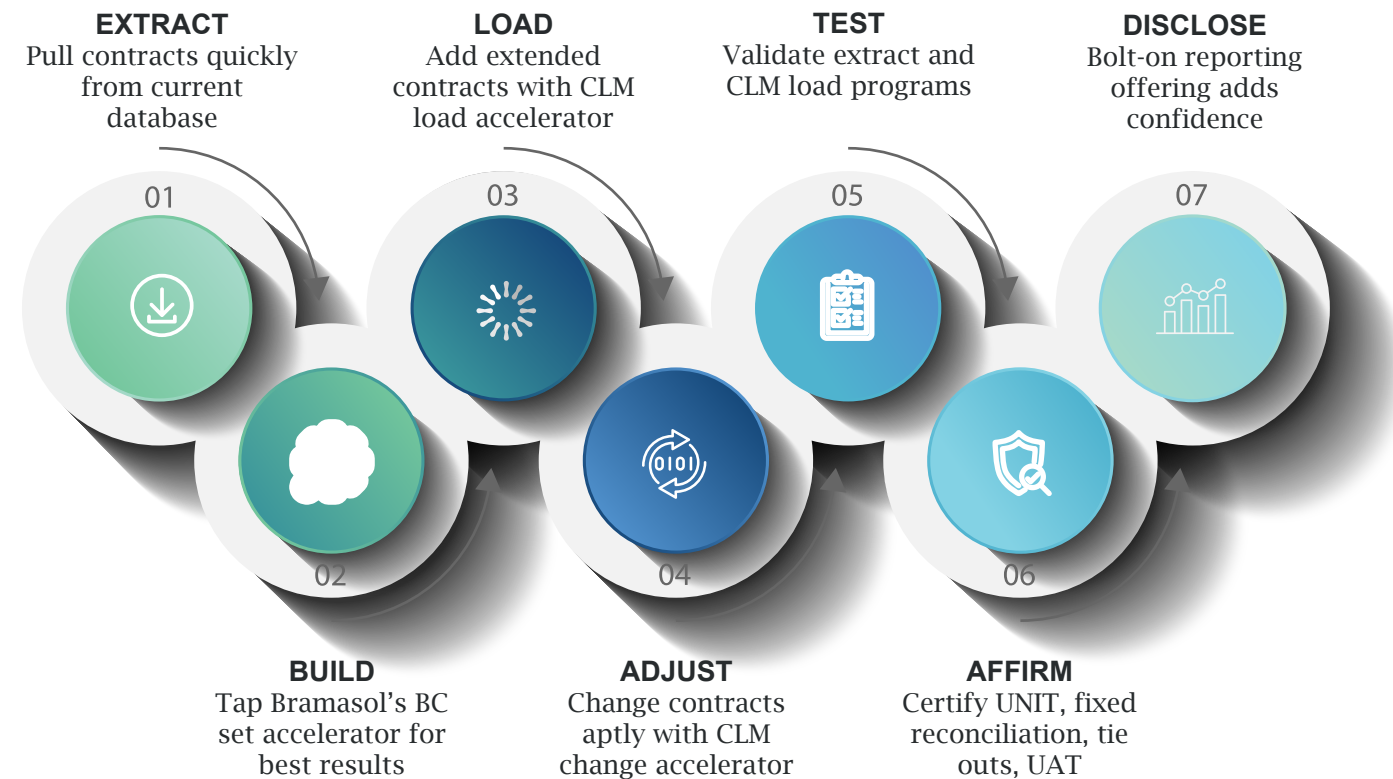 EXTRACT
Pull contracts quickly
from current
database
01
BUILD
Tap Bramasol’s BC
set accelerator for
best results
02
LOAD
Add extended
contracts with CLM
load accelerator
03
0101
ADJUST
Change contracts
aptly with CLM
change accelerator
04
TEST
Validate extract and
CLM load programs
05
AFFIRM
Certify UNIT, fixed
reconciliation, tie
outs, UAT
06
DISCLOSE
Bolt-on reporting
offering adds
confidence
07